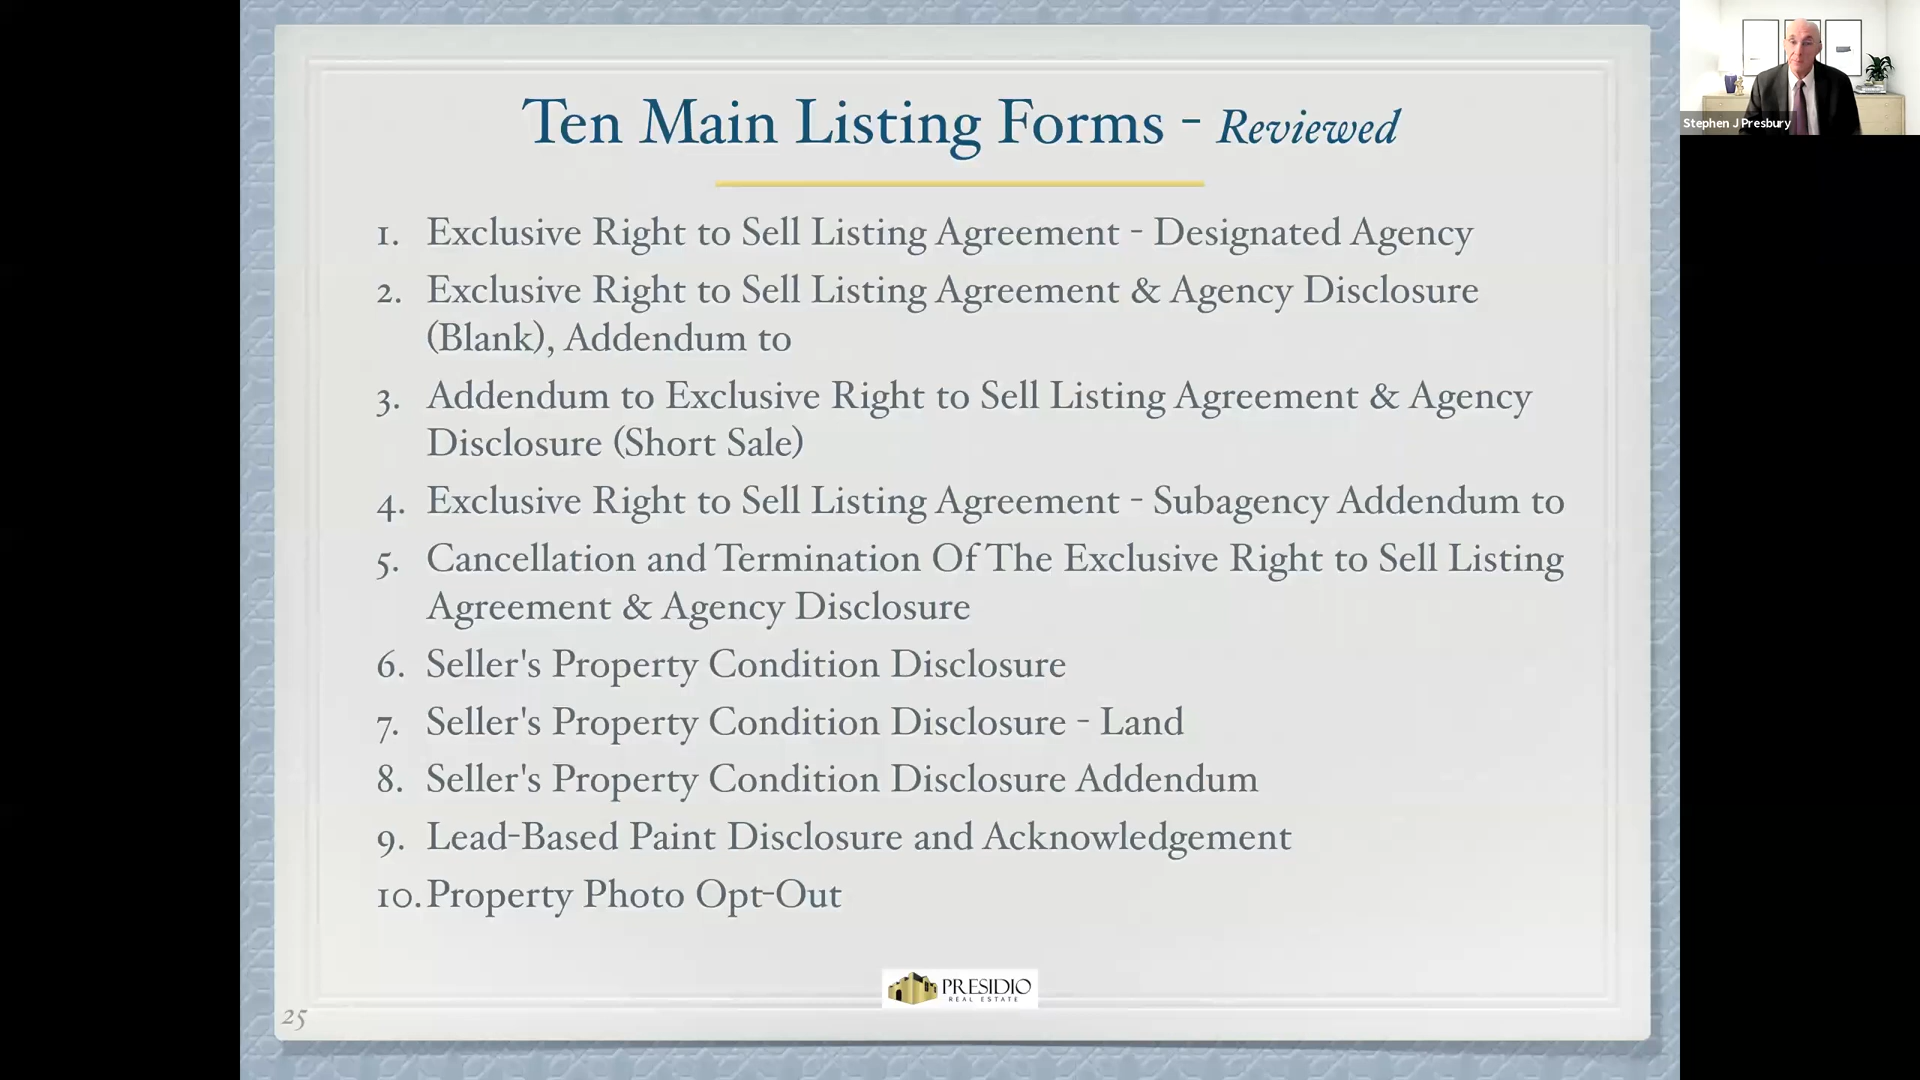 Ten Main Listing Forms - Reviewed
1. Exclusive Right to Sell Listing Agreement - Designated Agency
2. Exclusive Right to Sell Listing Agreement & Agency Disclosure
(Blank), Addendum to
3. Addendum to Exclusive Right to Sell Listing Agreement & Agency
Disclosure (Short Sale)
4. Exclusive Right to Sell Listing Agreement - Subagency Addendum to
5. Cancellation and Termination Of The Exclusive Right to Sell Listing
Agreement & Agency Disclosure
6. Seller's Property Condition Disclosure
7. Seller's Property Condition Disclosure - Land
8. Seller's Property Condition Disclosure Addendum
9. Lead-Based Paint Disclosure and Acknowledgement
10. Property Photo Opt-Out
PRESIDIO
REAL ESTATE
25
Stephen J Presbury